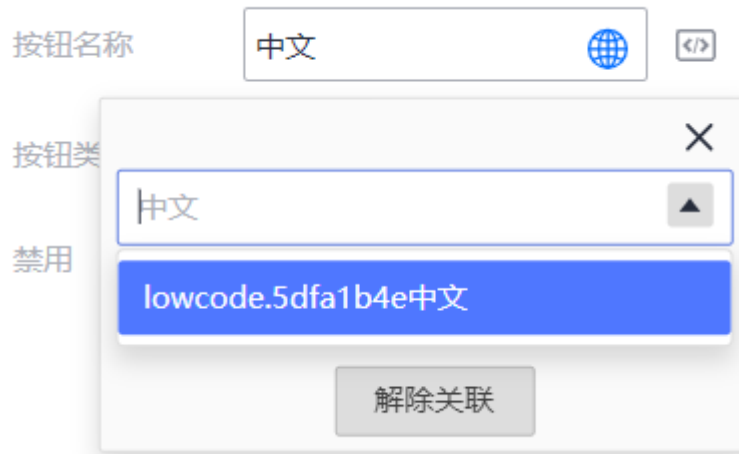 按钮名称
中文
</>
按钮类
中文
禁用
lowcode.5dfa1b4e中文
解除关联